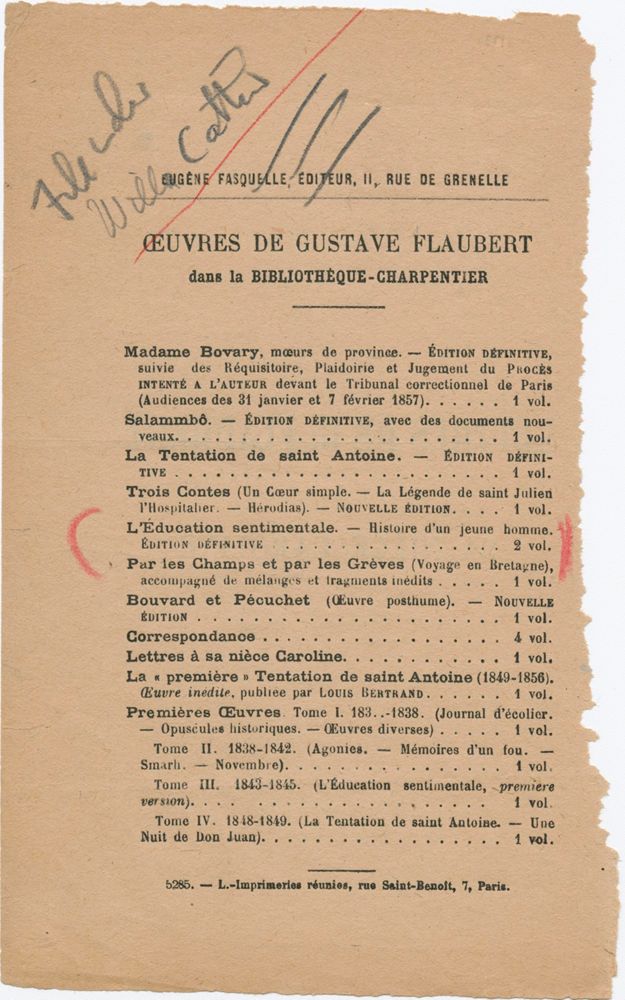 File under
Willa Cather
EUGÈNE FASQUELLE, ÉDITEUR, 11, RUE DE GRENELLE
ŒUVRES DE GUSTAVE FLAUBERT
dans la BIBLIOTHÈQUE-CHARPENTIER
Madame Bovary, mœurs de province. — ÉDITION DÉFINITIVE,
suivie des Réquisitoire, Plaidoirie et Jugement du PROCÈS
INTENTÉ A L'AUTEUR devant le Tribunal correctionnel de Paris
(Audiences des 31 janvier et 7 février 1857). . . . . . 1 vol.
Salammbô. — ÉDITION DÉFINITIVE, avec des documents nou-
veaux. . . . . . . . . . . . . . . . . . . . . . . . 1 vol.
La Tentation de saint Antoine. — ÉDITION DÉFINI-
TIVE . . . . . . . . . . . . . . . . . . . . . . . . 1 vol.
Trois Contes (Un Cœur simple. — La Légende de saint Julien
l'Hospitalier. — Hérodias). — NOUVELLE ÉDITION. . . . 1 vol.
L'Éducation sentimentale. — Histoire d'un jeune homme.
ÉDITION DÉFINITIVE . . . . . . . . . . . . . . . . . 2 vol.
Par les Champs et par les Grèves (Voyage en Bretagne),
accompagné de mélanges et fragments inédits . . . . . 1 vol.
Bouvard et Pécuchet (Œuvre posthume). — NOUVELLE
ÉDITION . . . . . . . . . . . . . . . . . . . . . . 1 vol.
Correspondance . . . . . . . . . . . . . . . . . . 4 vol.
Lettres à sa nièce Caroline. . . . . . . . . . . . 1 vol.
La « première » Tentation de saint Antoine (1849-1856).
Œuvre inédite, publiée par LOUIS BERTRAND. . . . . . 1 vol.
Premières Œuvres. Tome I. 183..-1838. (Journal d'écolier.
— Opuscules historiques. — Œuvres diverses) . . . . . 1 vol.
Tome II. 1838-1842. (Agonies. — Mémoires d'un fou. —
Smarh. — Novembre). . . . . . . . . . . . . . . . . 1 vol.
Tome III. 1843-1845. (L'Éducation sentimentale, première
version). . . . . . . . . . . . . . . . . . . . . . 1 vol.
Tome IV. 1848-1849. (La Tentation de saint Antoine. — Une
Nuit de Don Juan). . . . . . . . . . . . . . . . . . 1 vol.
5285. — L.-Imprimeries réunies, rue Saint-Benoît, 7, Paris.